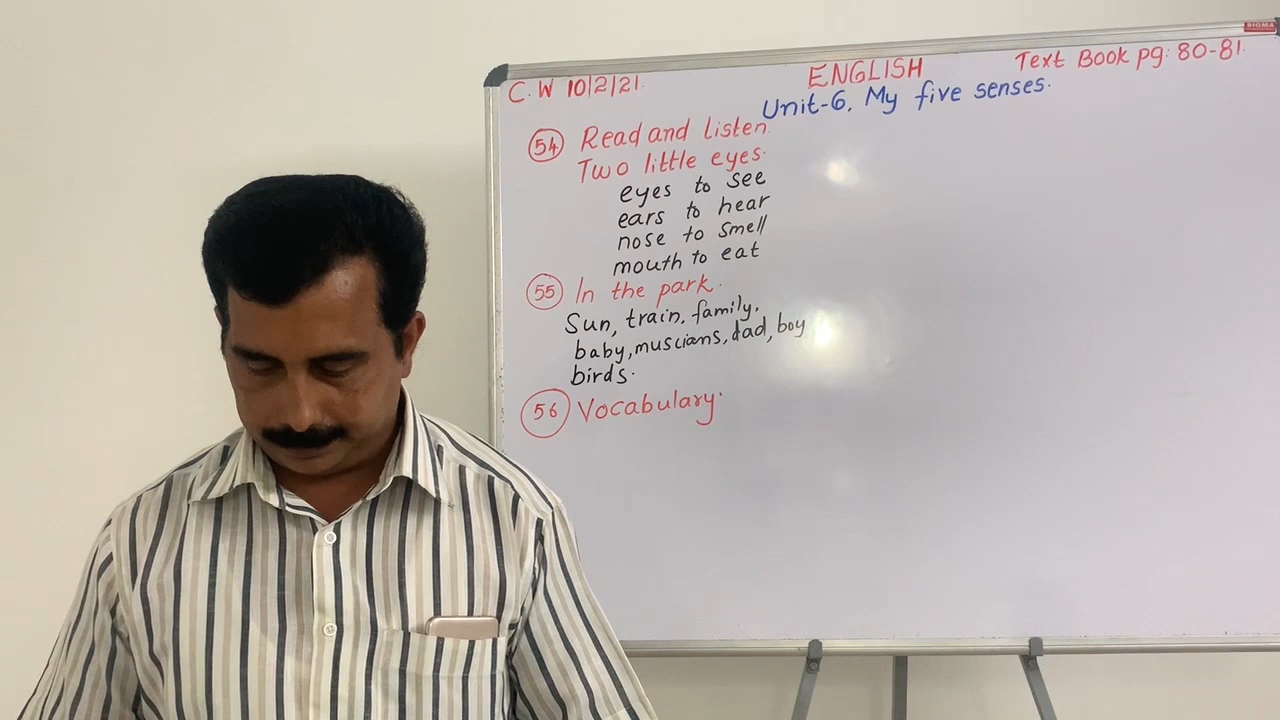 SIGMA
C.W 10/2/21.
ENGLISH
Text Book pg: 80-81.
Unit-6, My five senses.
54 Read and listen.
Two little eyes.
eyes to see
ears to hear
nose to smell
mouth to eat
55 In the park.
Sun, train, family,
baby, muscians, dad, boy
birds.
56 Vocabulary.